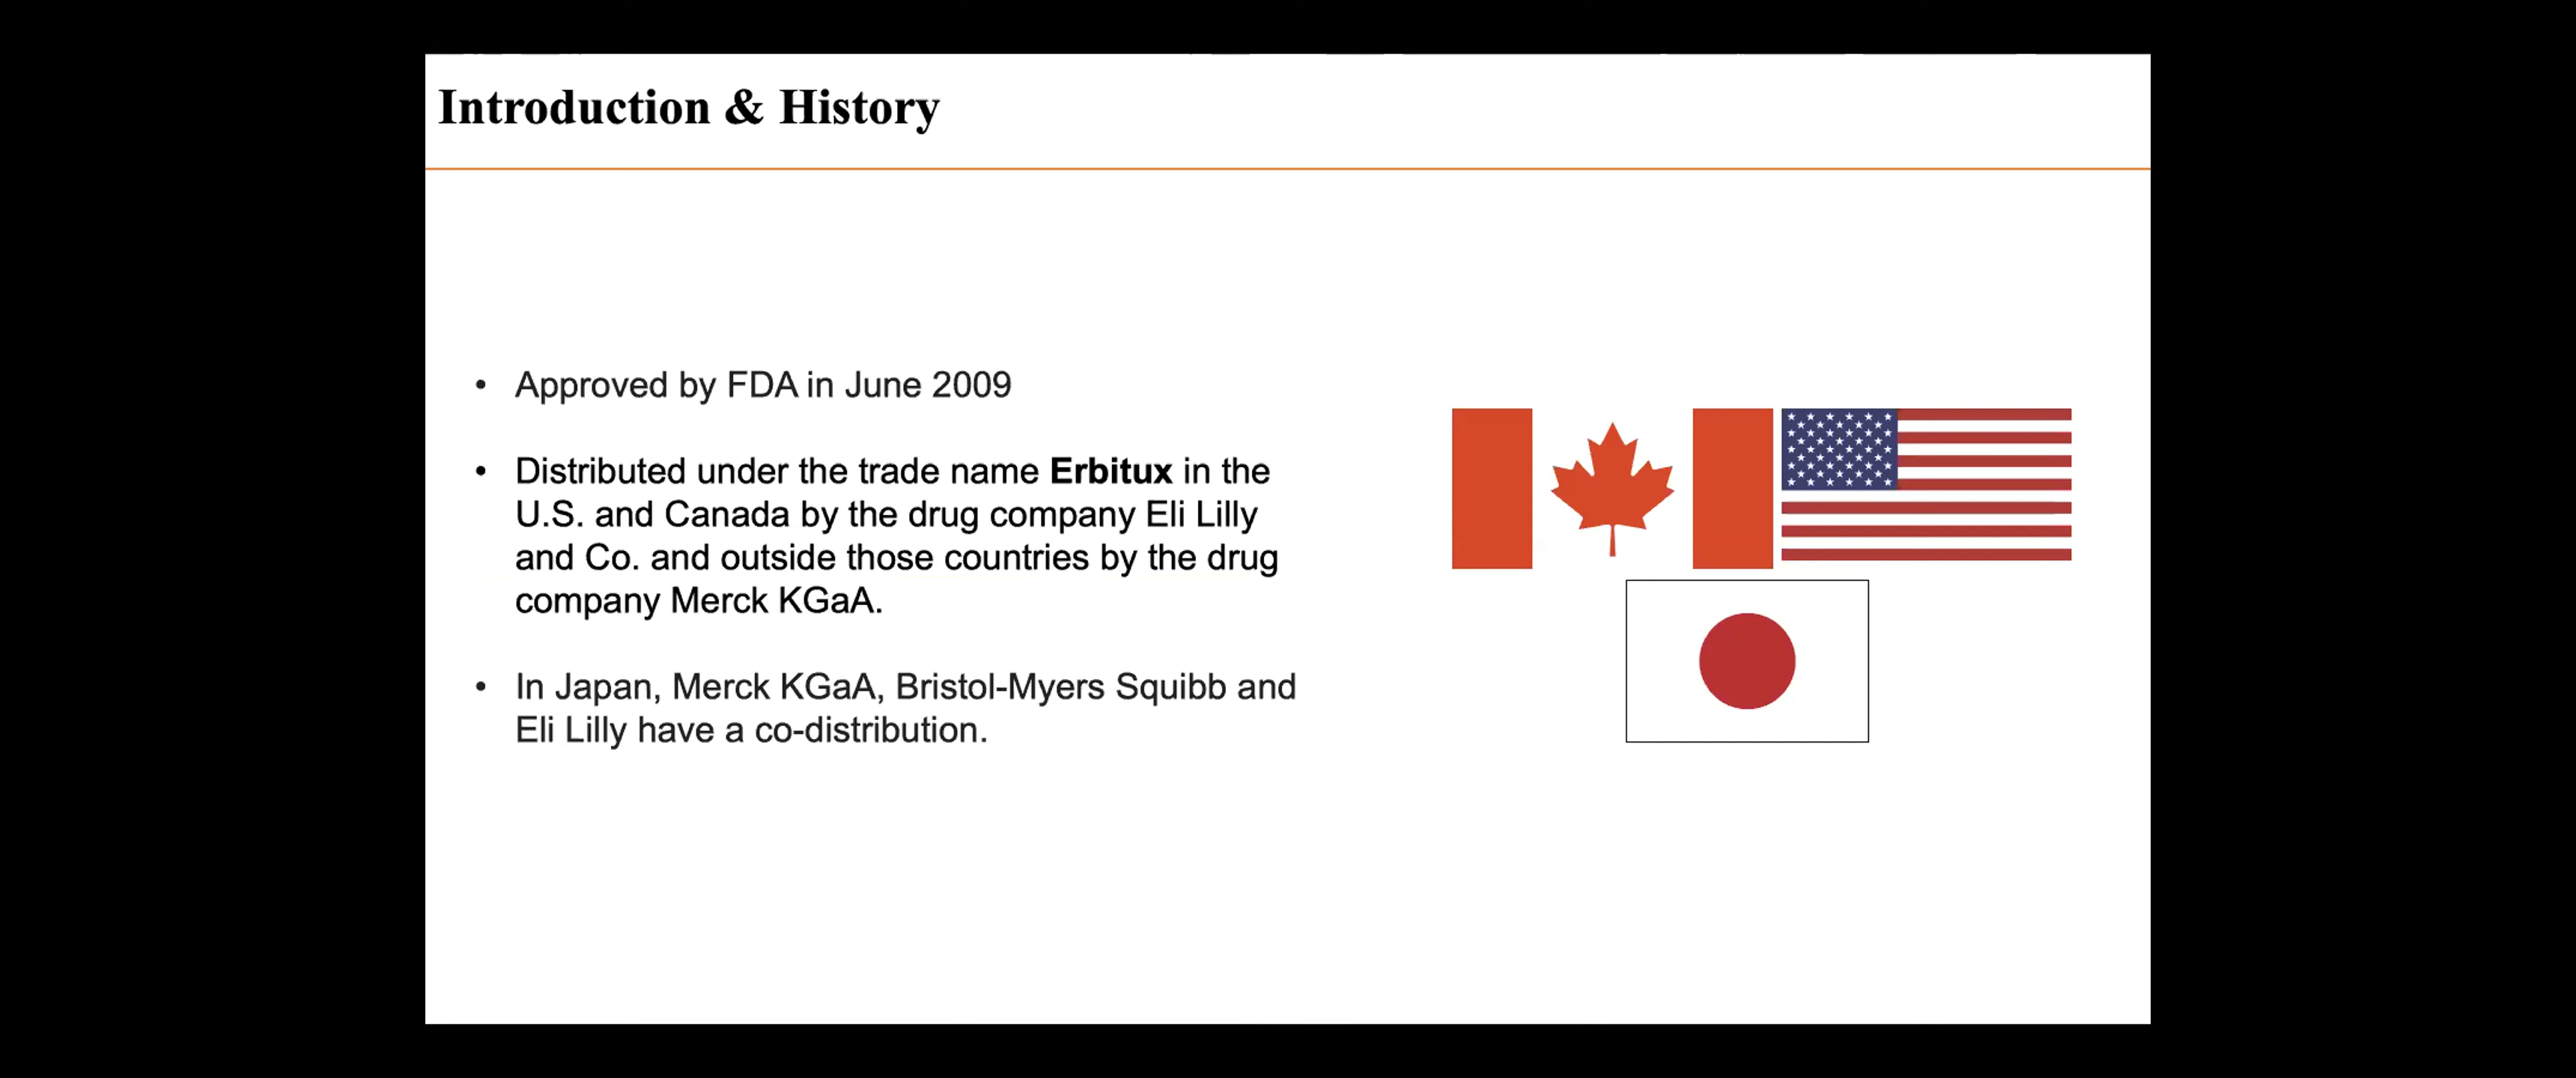 Introduction & History
• Approved by FDA in June 2009
• Distributed under the trade name Erbitux in the
U.S. and Canada by the drug company Eli Lilly
and Co. and outside those countries by the drug
company Merck KGaA.
• In Japan, Merck KGaA, Bristol-Myers Squibb and
Eli Lilly have a co-distribution.